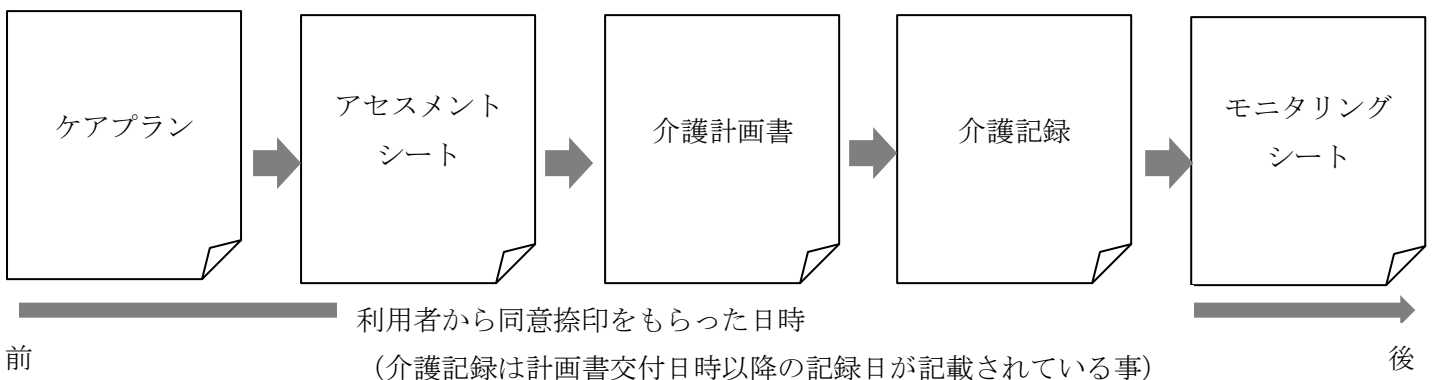 ケアプラン
アセスメント
シート
介護計画書
介護記録
モニタリング
シート
利用者から同意捺印をもらった日時
前
(介護記録は計画書交付日時以降の記録日が記載されている事)
後